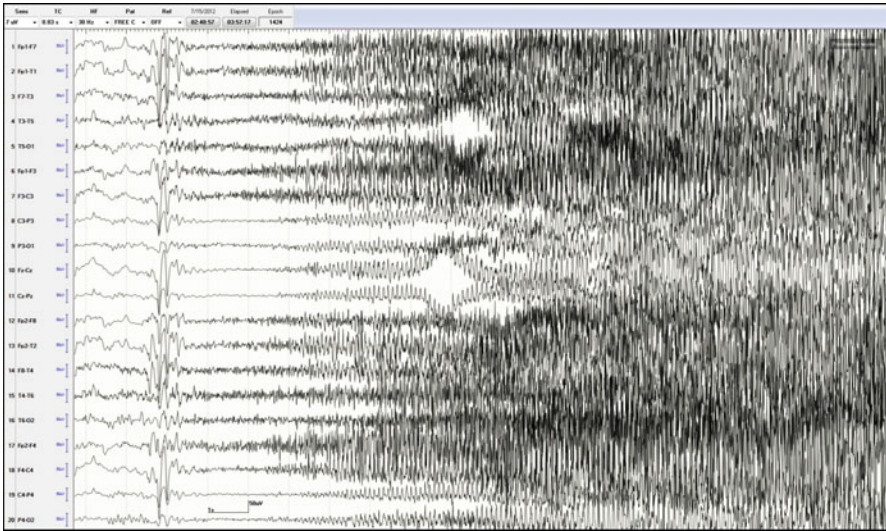 Sens TC HF Pat Ref 7/15/2012 Elapsed Epoch
7 uV 0.03 s 30 Hz FREE C OFF 02:40:57 03:57:17 1424
1 Fp1-F7
2 Fp1-T1
3 F7-T3
4 T3-T5
5 T5-O1
6 Fp1-F3
7 F3-C3
8 C3-P3
9 P3-O1
10 Fz-Cz
11 Cz-Pz
12 Fp2-F8
13 Fp2-T2
14 F8-T4
15 T4-T6
16 T6-O2
17 Fp2-F4
18 F4-C4
19 C4-P4
1s 50uV
20 P4-O2